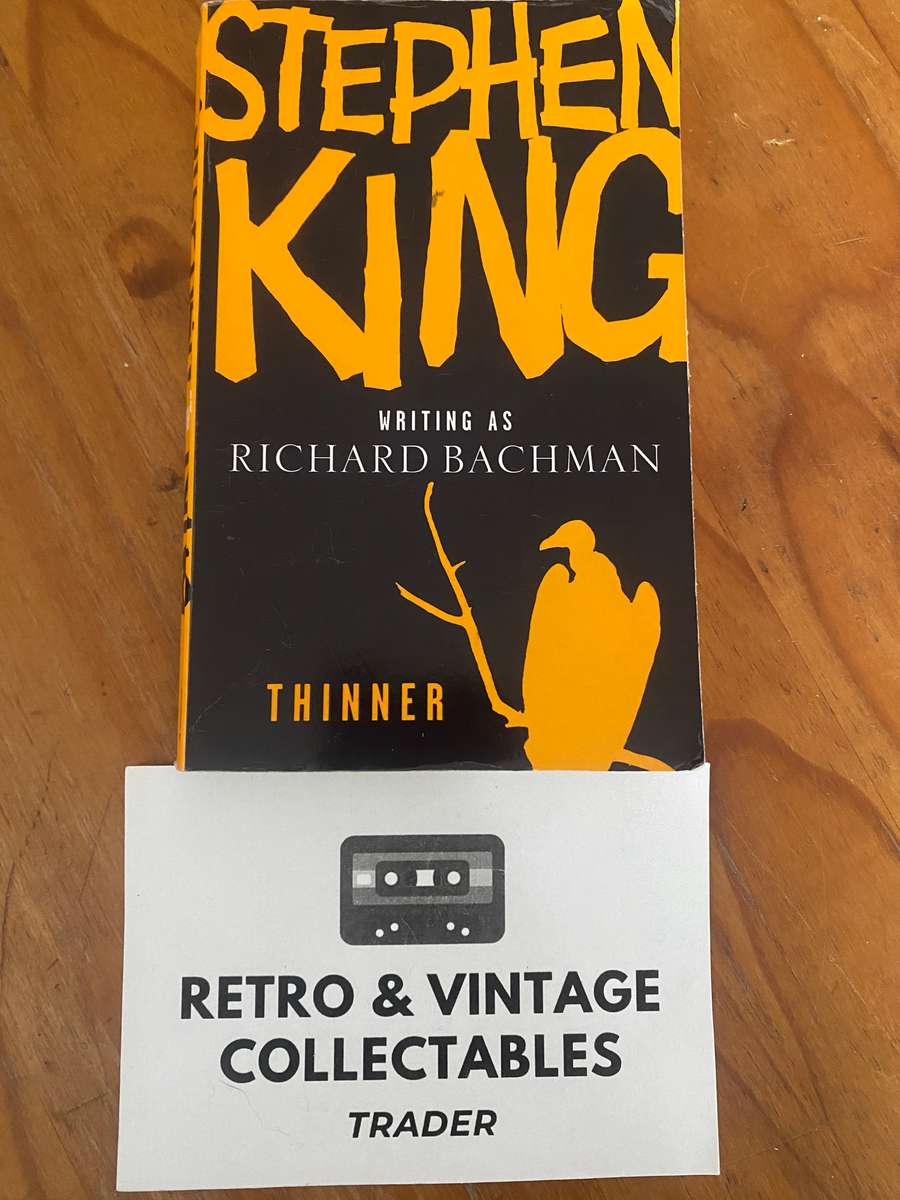 STEPHEN
KING
WRITING AS
RICHARD BACHMAN
THINNER
RETRO & VINTAGE
COLLECTABLES
TRADER